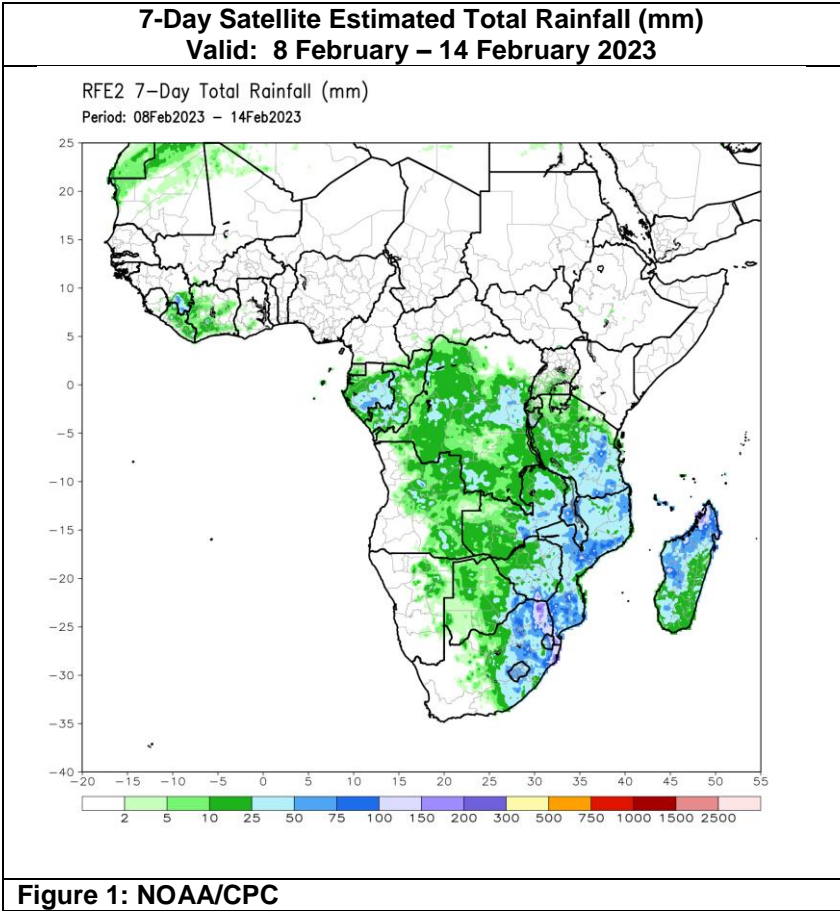 7-Day Satellite Estimated Total Rainfall (mm)
Valid:  8 February – 14 February 2023
RFE2 7-Day Total Rainfall (mm)
Period: 08Feb2023 – 14Feb2023
25
20
15
10
5
0
−5
−10
−15
−20
−25
−30
−35
−40
−20 −15 −10 −5 0 5 10 15 20 25 30 35 40 45 50 55
2 5 10 25 50 75 100 150 200 300 500 750 1000 1500 2500
Figure 1: NOAA/CPC